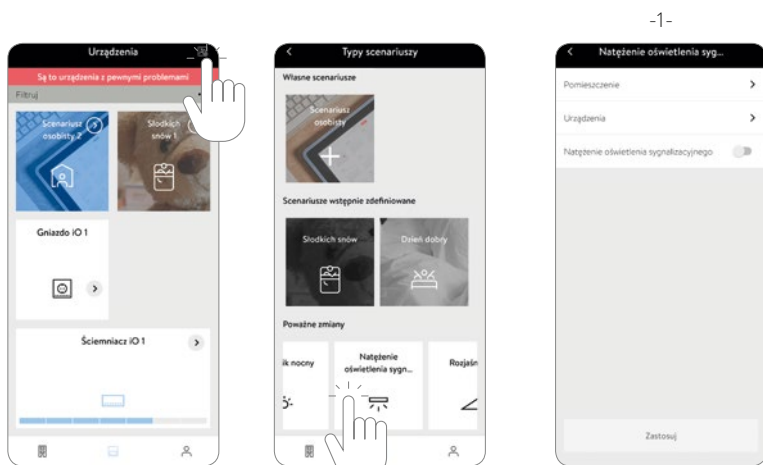 -1-
Urządzenia
Są to urządzenia z pewnymi problemami
Filtruj
Scenariusz
osobisty 2
Słodkich
snów 1
Gniazdo iO 1
Ściemniacz iO 1
Typy scenariuszy
Własne scenariusze
Scenariusz
osobisty
Scenariusze wstępnie zdefiniowane
Słodkich snów
Dzień dobry
Poważne zmiany
ik nocny
Natężenie
oświetlenia sygn...
Rozjaśn
Natężenie oświetlenia syg...
Pomieszczenie
Urządzenia
Natężenie oświetlenia sygnalizacyjnego
Zastosuj